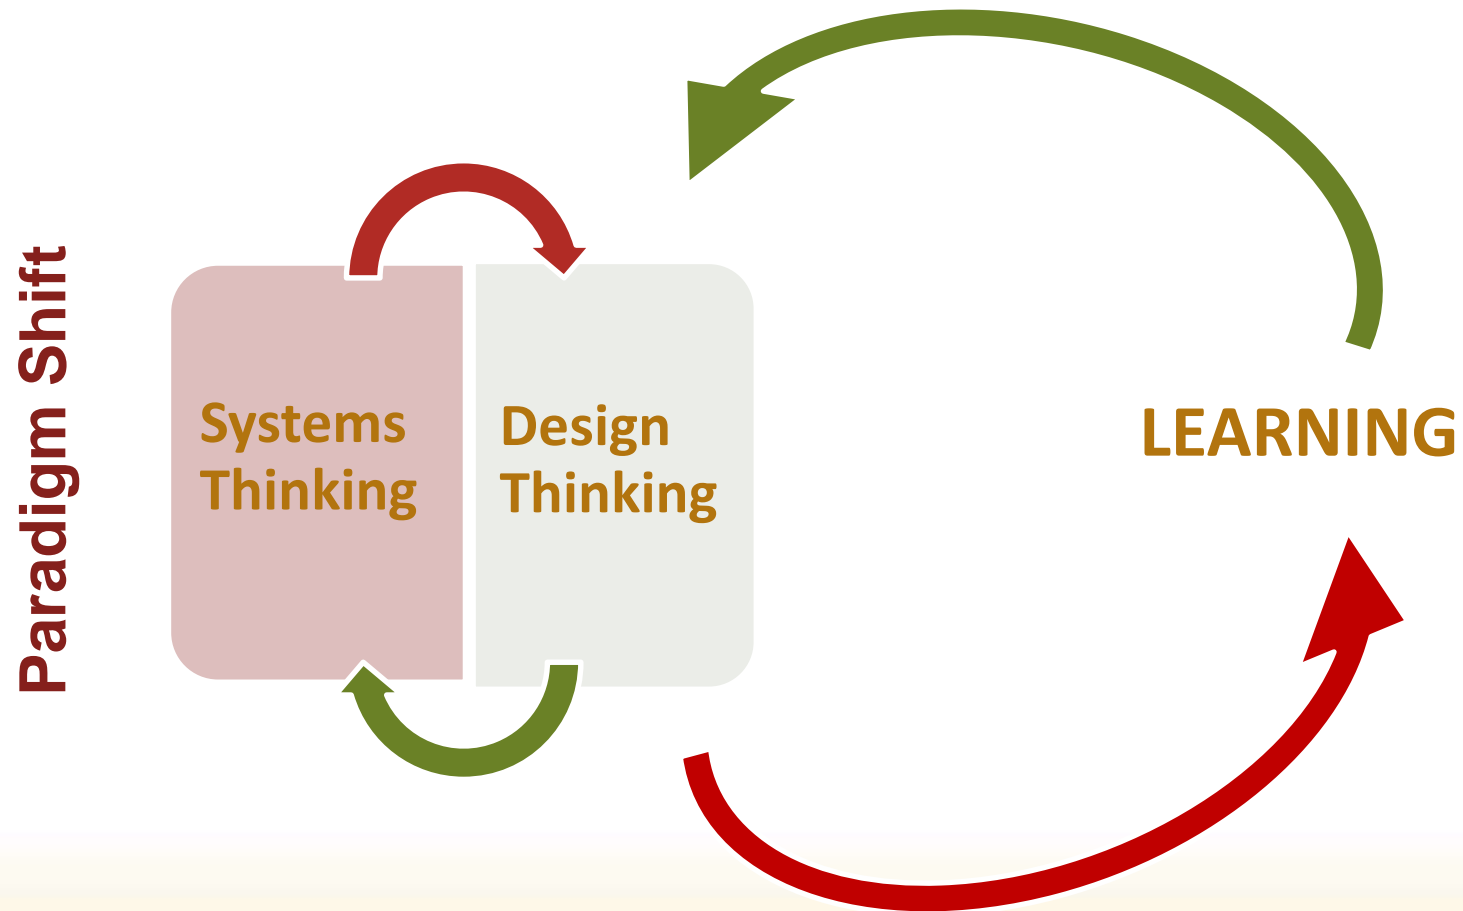 Paradigm Shift
Systems
Thinking
Design
Thinking
LEARNING